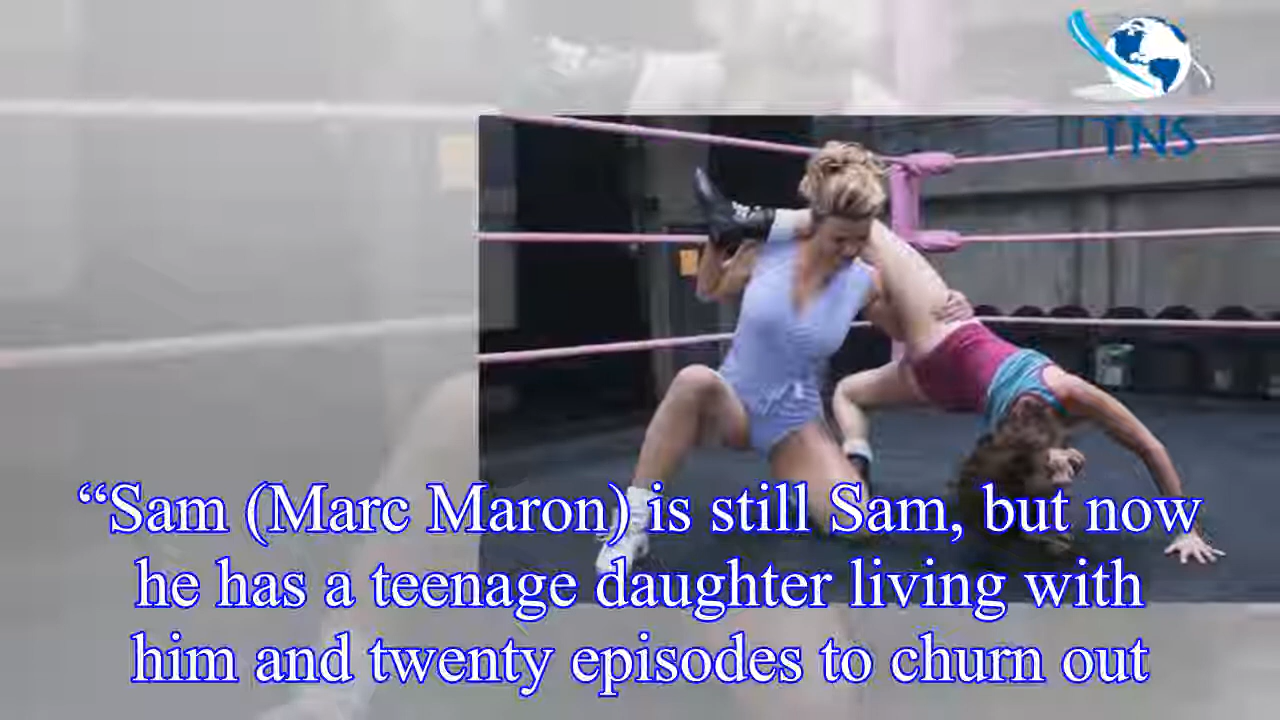 TNS
“Sam (Marc Maron) is still Sam, but now
he has a teenage daughter living with
him and twenty episodes to churn out